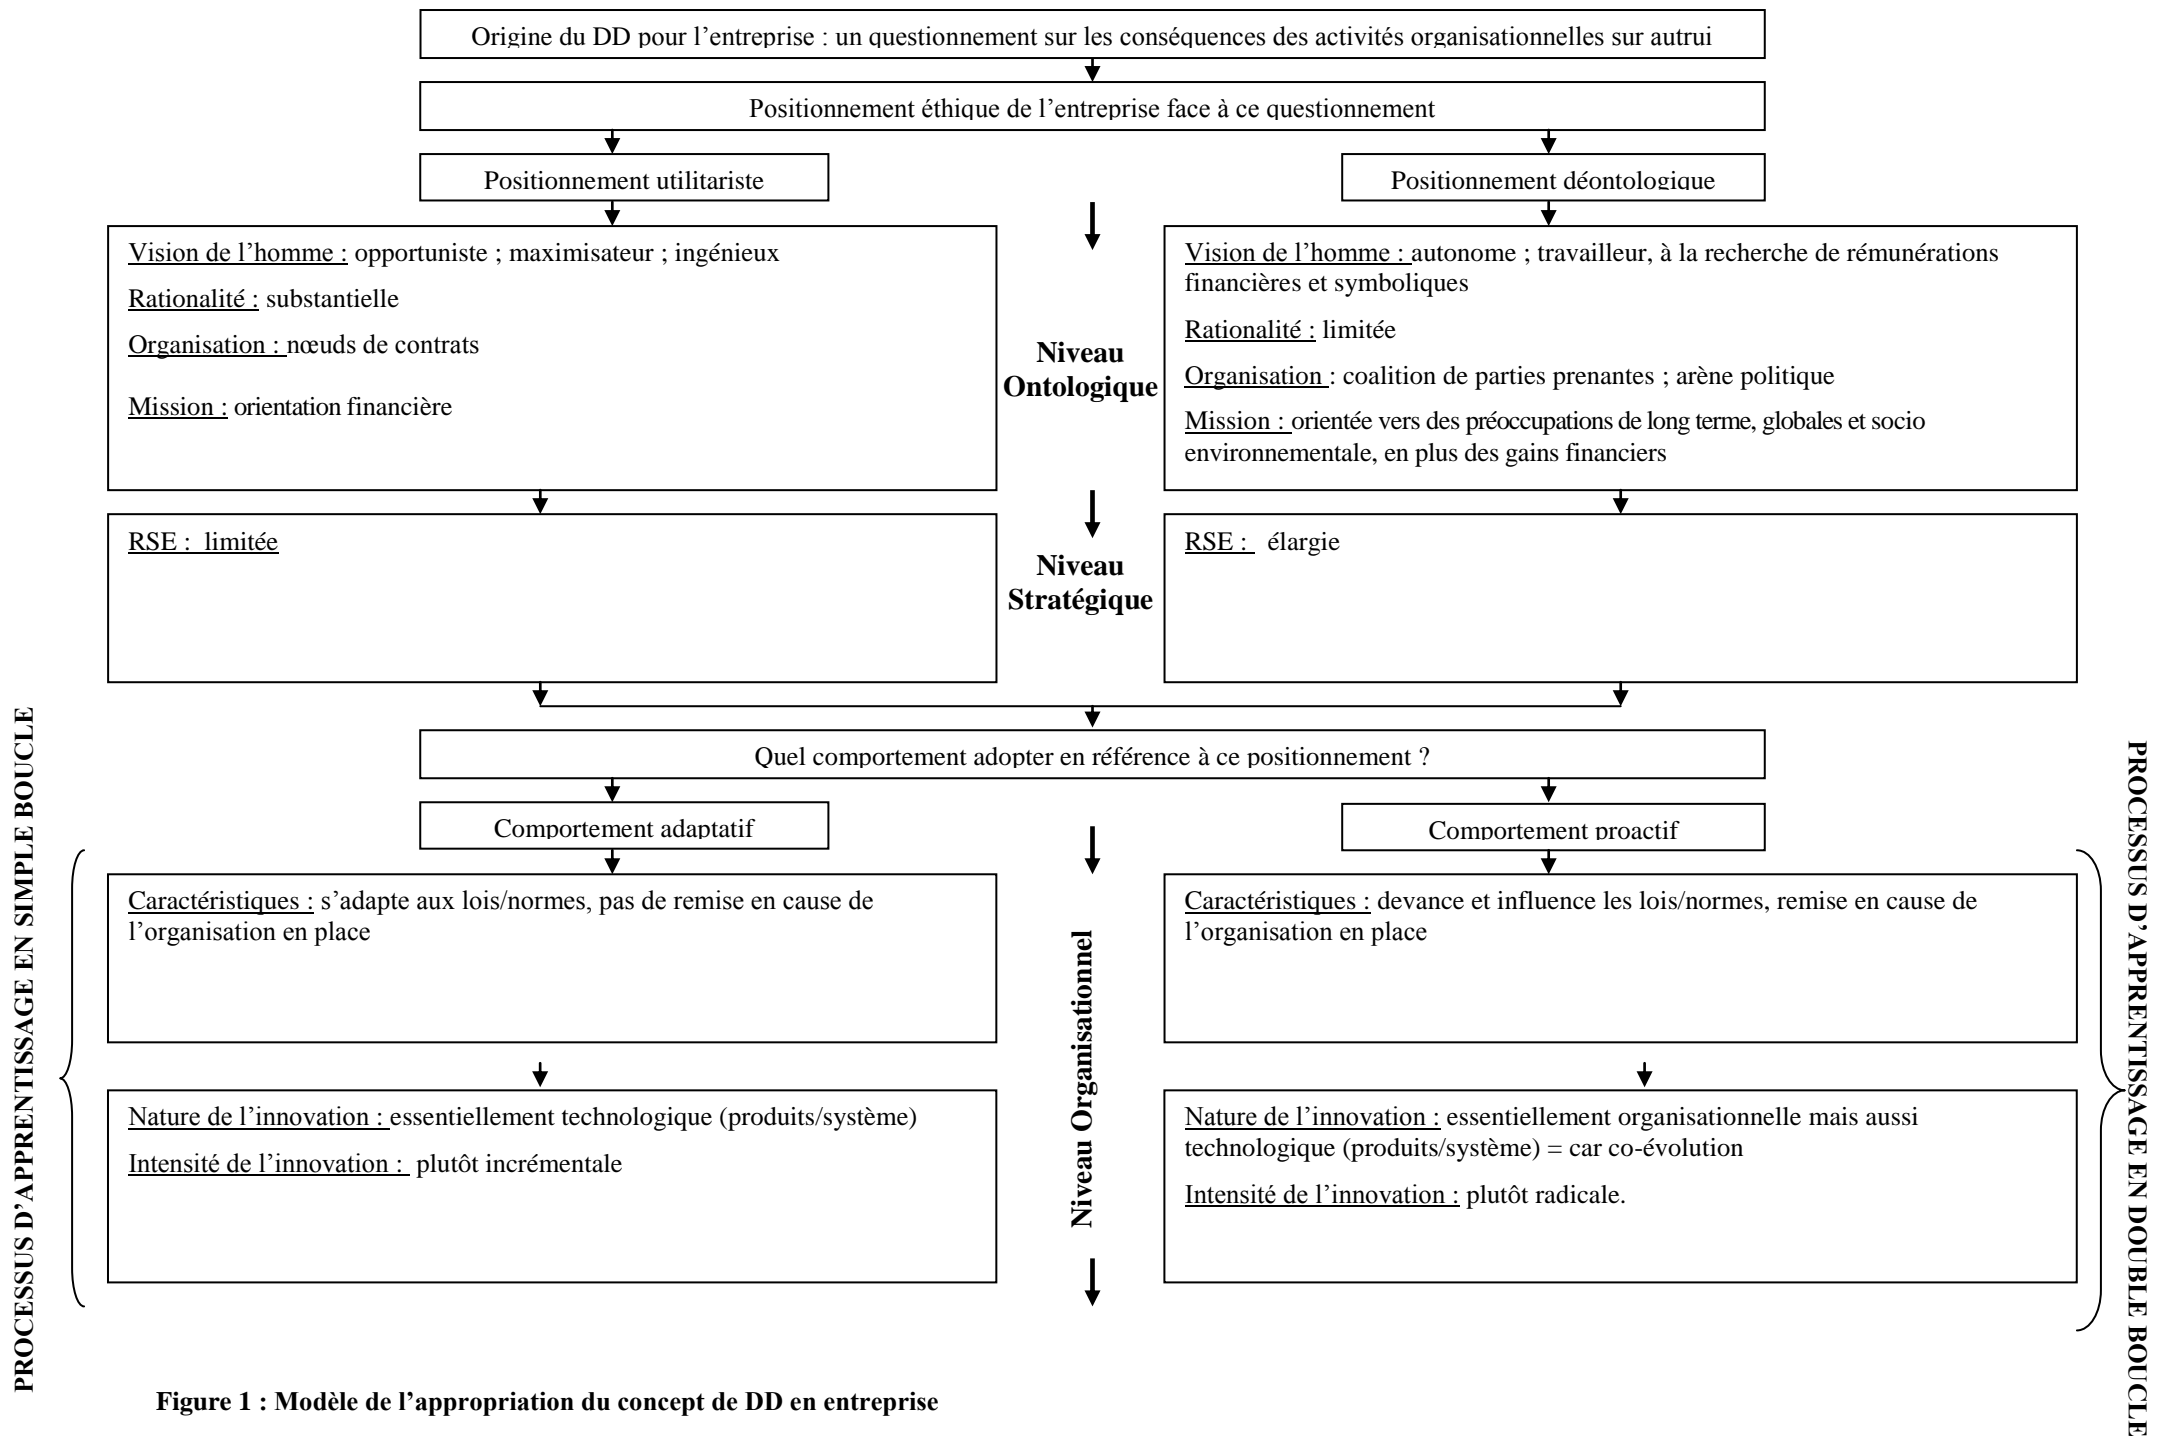 Origine du DD pour l’entreprise : un questionnement sur les conséquences des activités organisationnelles sur autrui
Positionnement éthique de l’entreprise face à ce questionnement
Positionnement utilitariste
Positionnement déontologique
Vision de l’homme : opportuniste ; maximisateur ; ingénieux
Rationalité : substantielle
Organisation : nœuds de contrats
Mission : orientation financière
Niveau
Ontologique
Vision de l’homme : autonome ; travailleur, à la recherche de rémunérations
financières et symboliques
Rationalité : limitée
Organisation : coalition de parties prenantes ; arène politique
Mission : orientée vers des préoccupations de long terme, globales et socio
environnementale, en plus des gains financiers
RSE : limitée
Niveau
Stratégique
RSE : élargie
Quel comportement adopter en référence à ce positionnement ?
Comportement adaptatif
Comportement proactif
PROCESSUS D’APPRENTISSAGE EN SIMPLE BOUCLE
Caractéristiques : s’adapte aux lois/normes, pas de remise en cause de
l’organisation en place
Nature de l’innovation : essentiellement technologique (produits/système)
Intensité de l’innovation : plutôt incrémentale
Niveau Organisationnel
Caractéristiques : devance et influence les lois/normes, remise en cause de
l’organisation en place
Nature de l’innovation : essentiellement organisationnelle mais aussi
technologique (produits/système) = car co-évolution
Intensité de l’innovation : plutôt radicale.
PROCESSUS D’APPRENTISSAGE EN DOUBLE BOUCLE
Figure 1 : Modèle de l’appropriation du concept de DD en entreprise